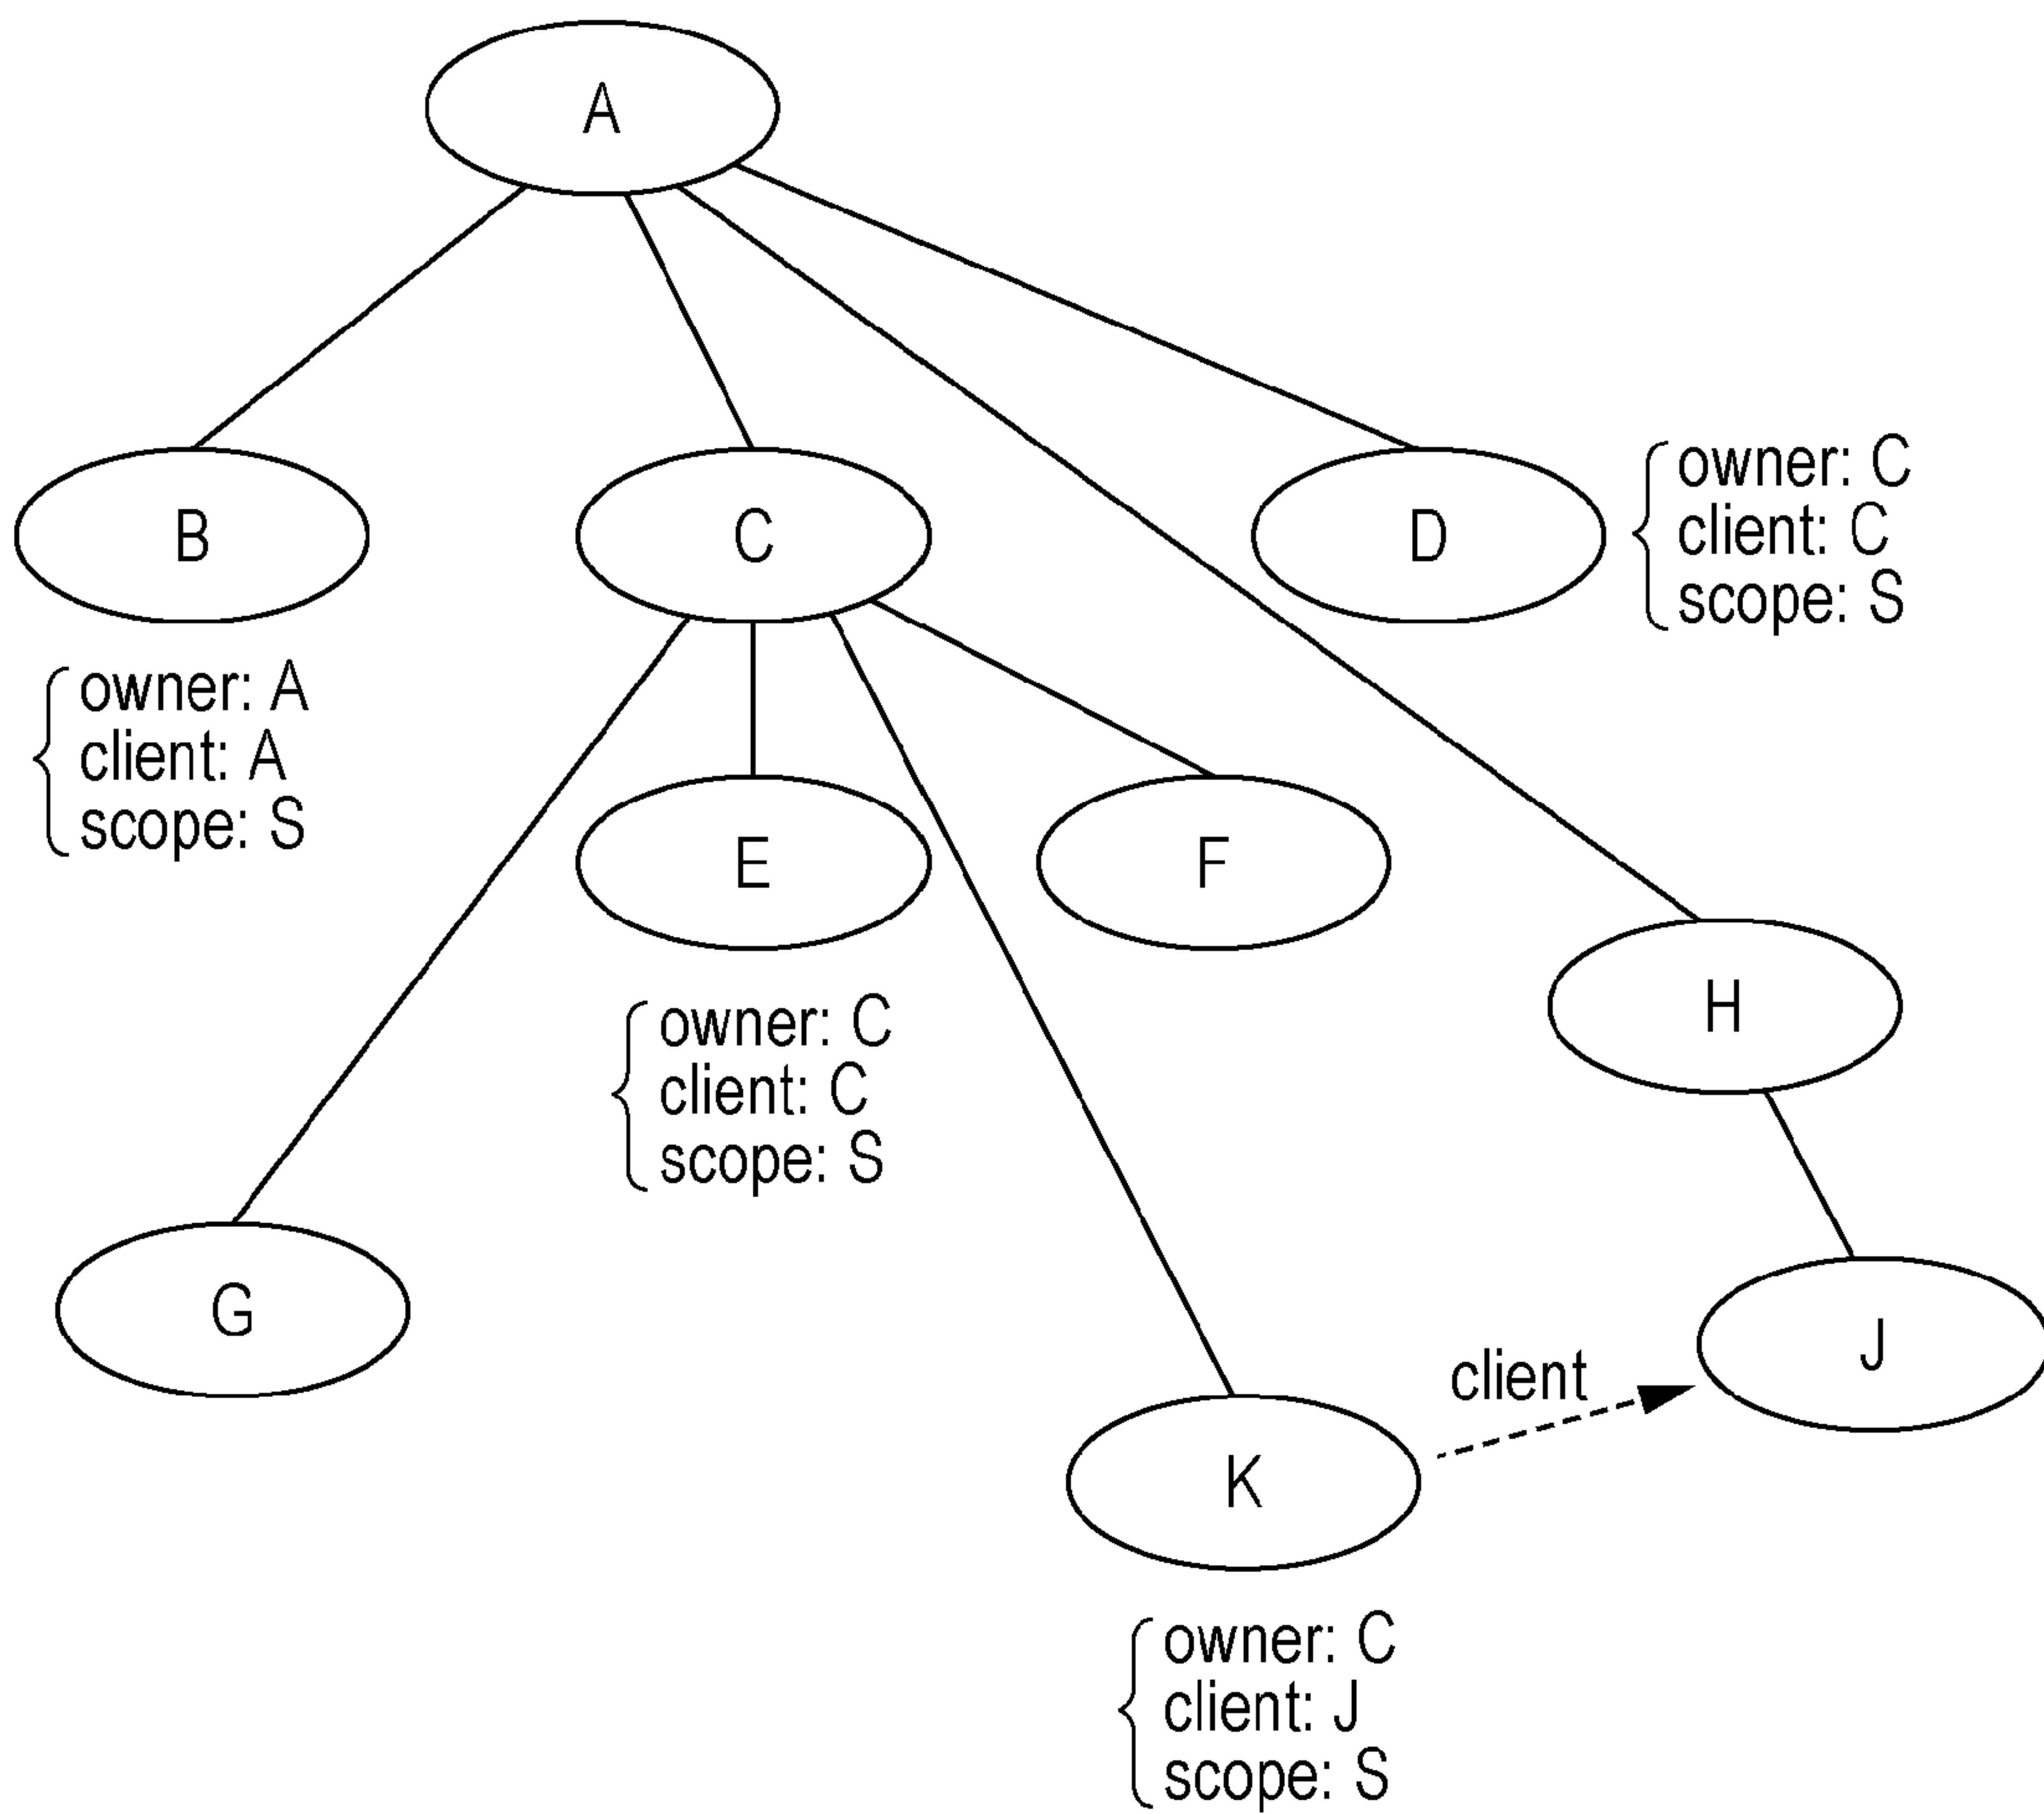 A
B
C
D
owner: C
client: C
scope: S
owner: A
client: A
scope: S
E
F
H
owner: C
client: C
scope: S
G
J
client
K
owner: C
client: J
scope: S